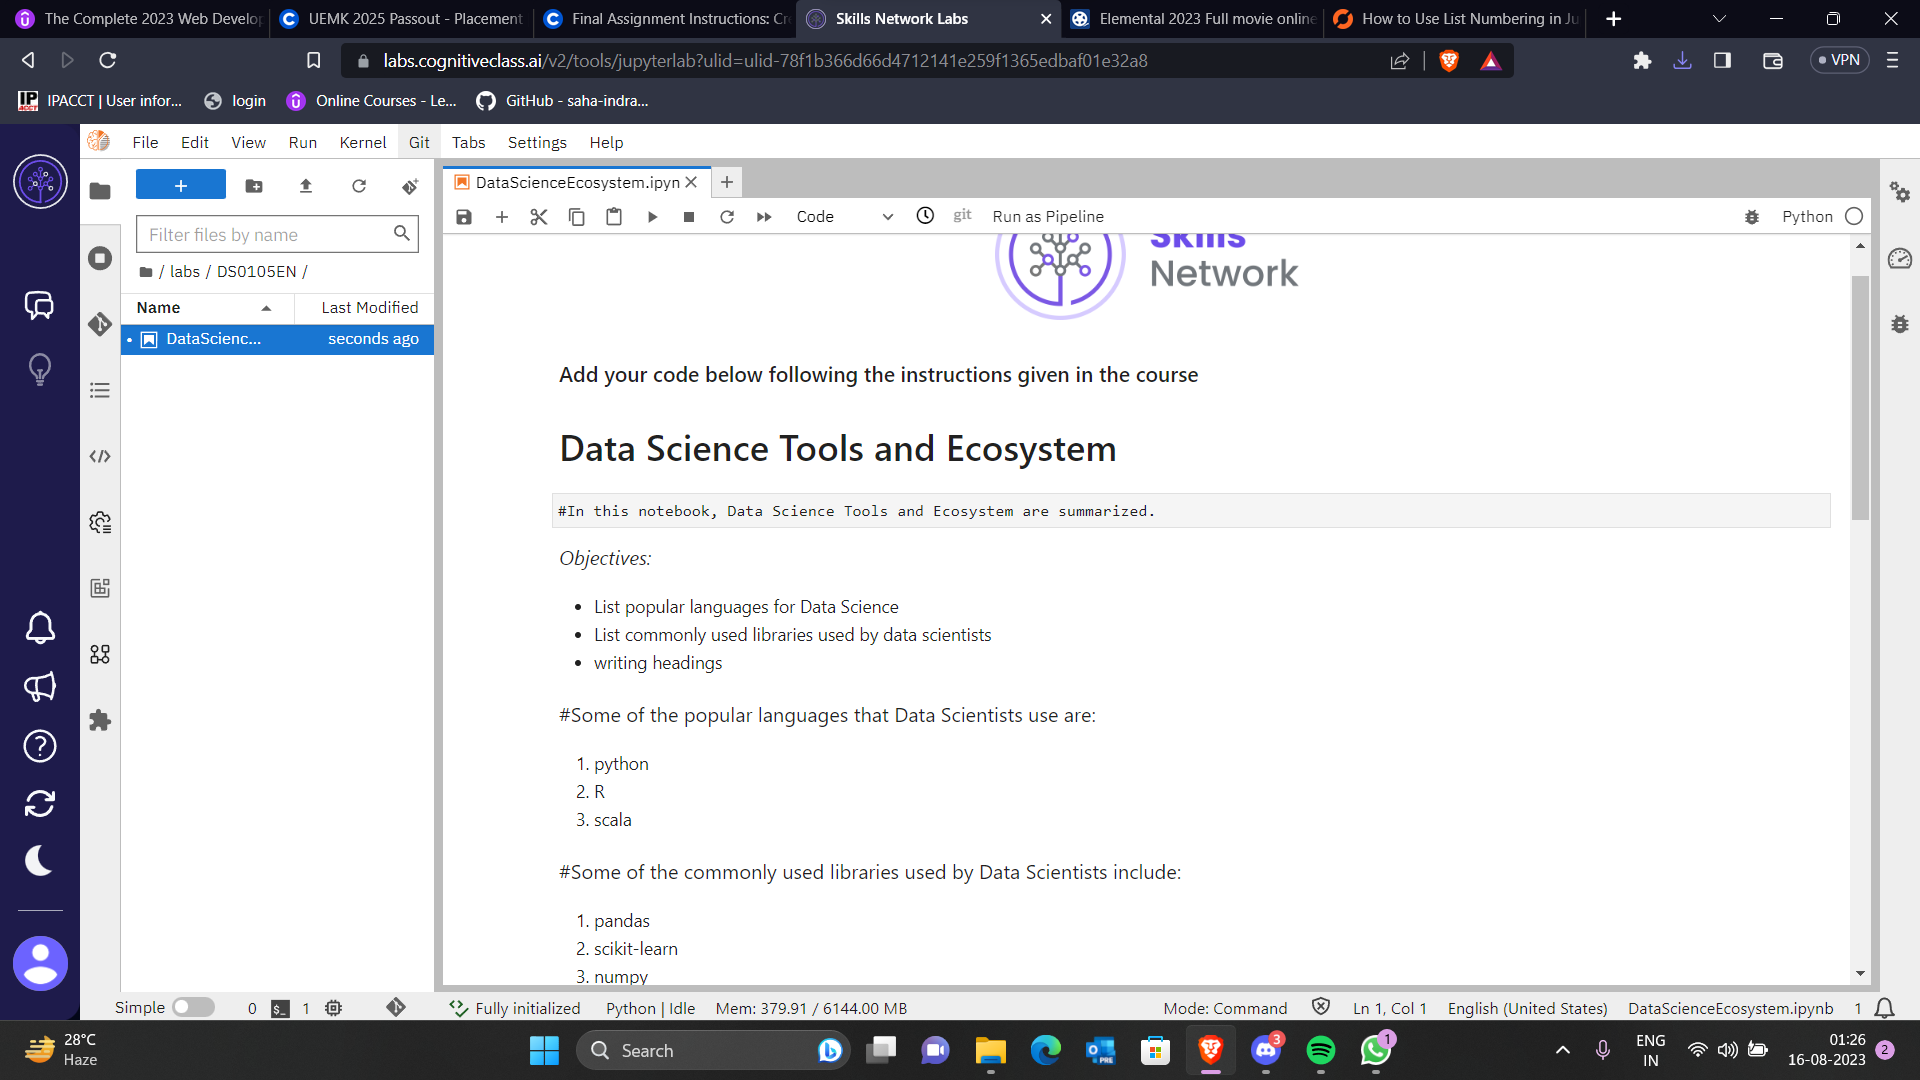 The Complete 2023 Web Develop
UEMK 2025 Passout - Placement
Final Assignment Instructions: Cr
Skills Network Labs
Elemental 2023 Full movie online
How to Use List Numbering in Ju
labs.cognitiveclass.ai/v2/tools/jupyterlab?ulid=ulid-78f1b366d66d4712141e259f1365edbaf01e32a8
VPN
IPACCT | User infor...
login
Online Courses - Le...
GitHub - saha-indra...
File Edit View Run Kernel Git Tabs Settings Help
DataScienceEcosystem.ipyn
Filter files by name
/ labs / DS0105EN /
Name
Last Modified
DataScienc...
seconds ago
Code
git
Run as Pipeline
Python
Skills
Network
Add your code below following the instructions given in the course
Data Science Tools and Ecosystem
#In this notebook, Data Science Tools and Ecosystem are summarized.
Objectives:
• List popular languages for Data Science
• List commonly used libraries used by data scientists
• writing headings
#Some of the popular languages that Data Scientists use are:
1. python
2. R
3. scala
#Some of the commonly used libraries used by Data Scientists include:
1. pandas
2. scikit-learn
3. numpy
Simple
0
1
Fully initialized
Python | Idle
Mem: 379.91 / 6144.00 MB
Mode: Command
Ln 1, Col 1
English (United States)
DataScienceEcosystem.ipynb
1
28°C
Haze
Search
PRE
3
1
ENG
IN
01:26
16-08-2023
2